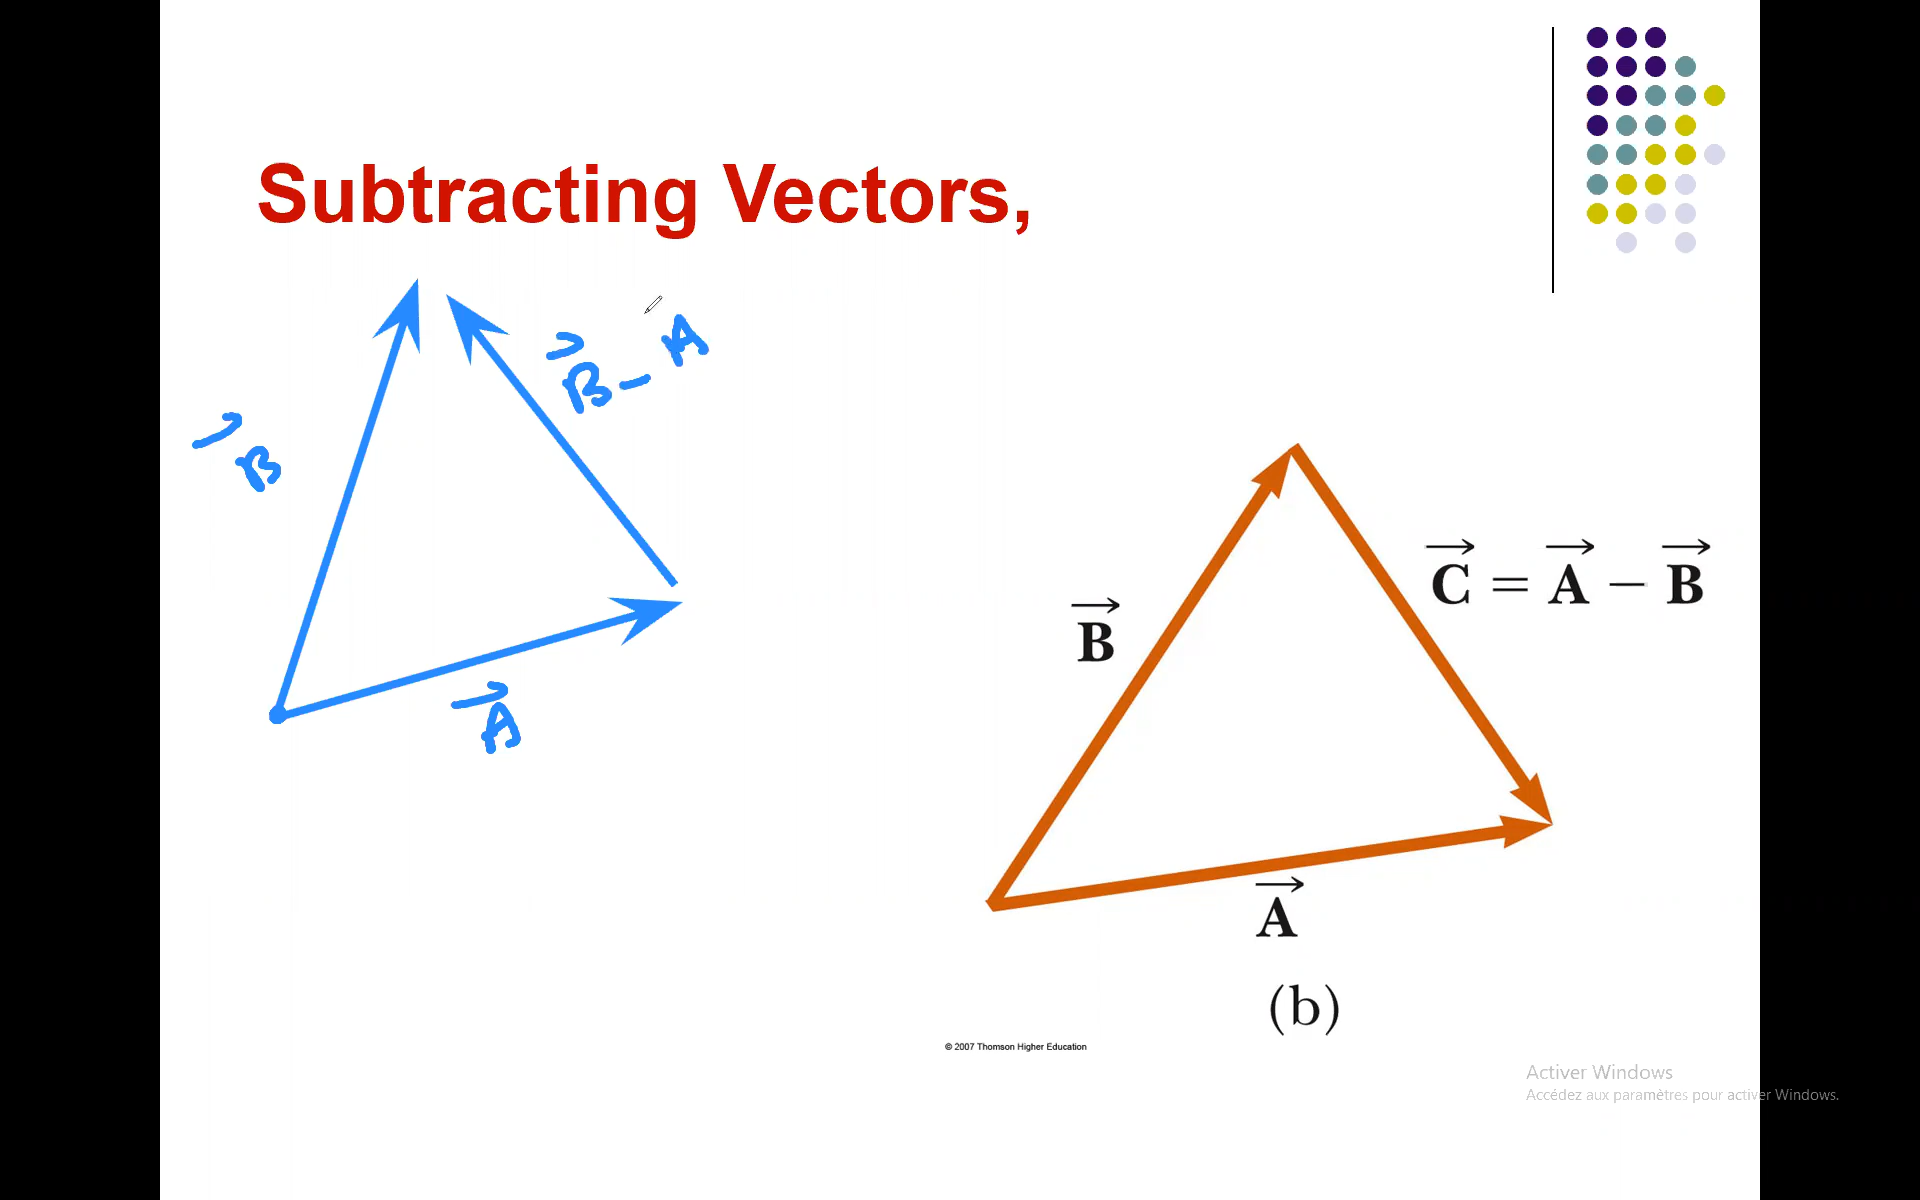 Subtracting Vectors,
B - A
B
A
B
C = A − B
A
(b)
© 2007 Thomson Higher Education
Activer Windows
Accédez aux paramètres pour activer Windows.